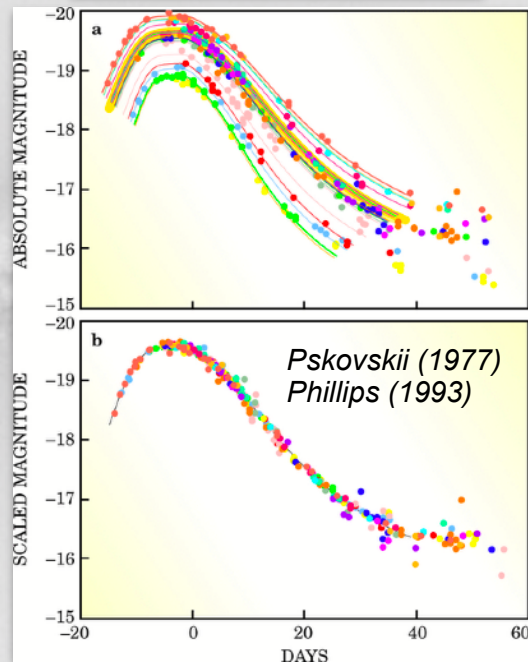 −20
a
−19
−18
−17
−16
−15
ABSOLUTE MAGNITUDE
−20
b
−19
−18
−17
−16
−15
SCALED MAGNITUDE
Pskovskii (1977)
Phillips (1993)
−20 0 20 40 60
DAYS